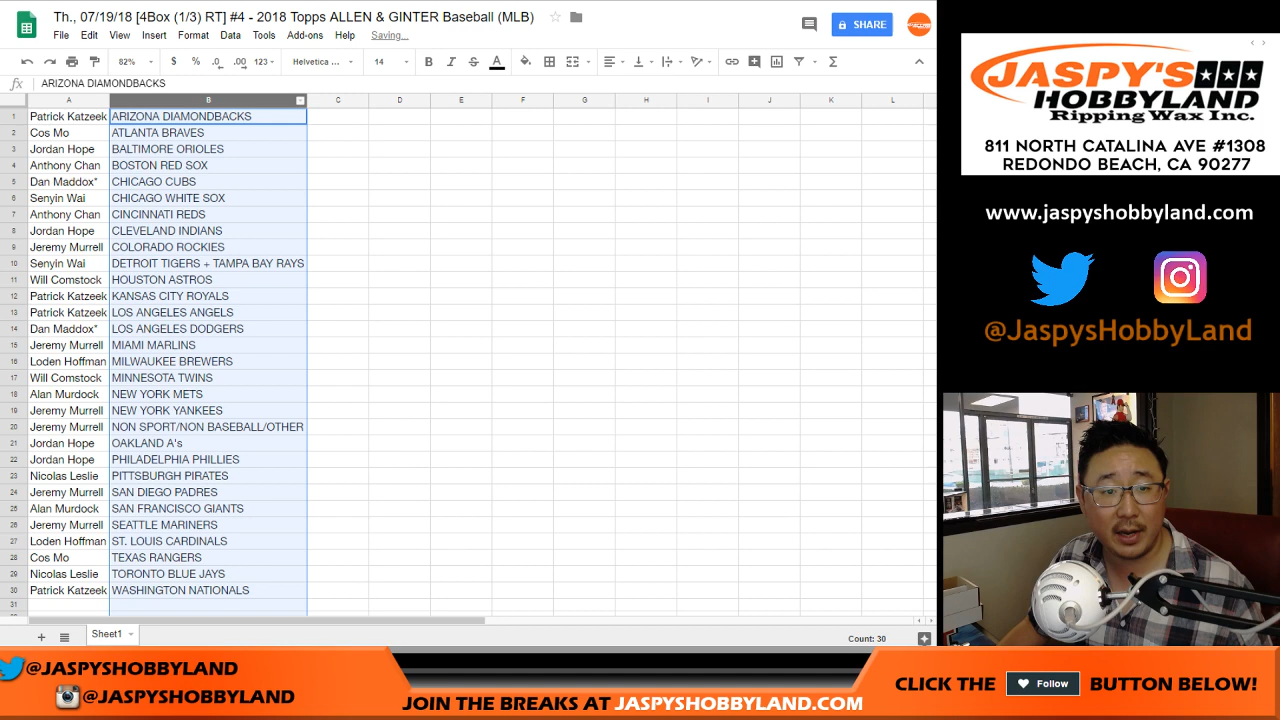 Th., 07/19/18 [4Box (1/3) RT] #4 - 2018 Topps ALLEN & GINTER Baseball (MLB)
File Edit View Insert Format Data Tools Add-ons Help Saving...
SHARE
82% $ % .0 .00 123 Helvetica ... 14 B I S A
fx ARIZONA DIAMONDBACKS
A B C D E F G H I J K L
1 Patrick Katzeek ARIZONA DIAMONDBACKS
2 Cos Mo ATLANTA BRAVES
3 Jordan Hope BALTIMORE ORIOLES
4 Anthony Chan BOSTON RED SOX
5 Dan Maddox* CHICAGO CUBS
6 Senyin Wai CHICAGO WHITE SOX
7 Anthony Chan CINCINNATI REDS
8 Jordan Hope CLEVELAND INDIANS
9 Jeremy Murrell COLORADO ROCKIES
10 Senyin Wai DETROIT TIGERS + TAMPA BAY RAYS
11 Will Comstock HOUSTON ASTROS
12 Patrick Katzeek KANSAS CITY ROYALS
13 Patrick Katzeek LOS ANGELES ANGELS
14 Dan Maddox* LOS ANGELES DODGERS
15 Jeremy Murrell MIAMI MARLINS
16 Loden Hoffman MILWAUKEE BREWERS
17 Will Comstock MINNESOTA TWINS
18 Alan Murdock NEW YORK METS
19 Jeremy Murrell NEW YORK YANKEES
20 Jeremy Murrell NON SPORT/NON BASEBALL/OTHER
21 Jordan Hope OAKLAND A's
22 Jordan Hope PHILADELPHIA PHILLIES
23 Nicolas Leslie PITTSBURGH PIRATES
24 Jeremy Murrell SAN DIEGO PADRES
25 Alan Murdock SAN FRANCISCO GIANTS
26 Jeremy Murrell SEATTLE MARINERS
27 Loden Hoffman ST. LOUIS CARDINALS
28 Cos Mo TEXAS RANGERS
29 Nicolas Leslie TORONTO BLUE JAYS
30 Patrick Katzeek WASHINGTON NATIONALS
31
Sheet1
Count: 30
JASPY'S
HOBBYLAND
Ripping Wax Inc.
811 NORTH CATALINA AVE #1308
REDONDO BEACH, CA 90277
www.jaspyshobbyland.com
@JaspysHobbyLand
@JASPYSHOBBYLAND
@JASPYSHOBBYLAND
JOIN THE BREAKS AT JASPYSHOBBYLAND.COM
CLICK THE Follow BUTTON BELOW!